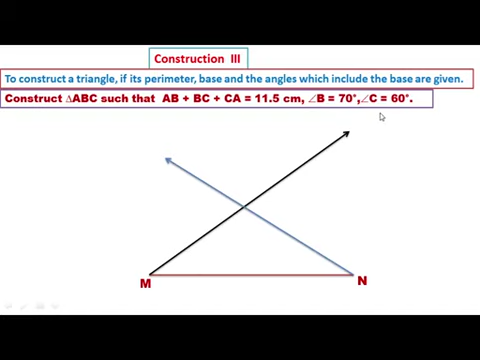 Construction III
To construct a triangle, if its perimeter, base and the angles which include the base are given.
Construct ∆ABC such that AB + BC + CA = 11.5 cm, ∠B = 70°,∠C = 60°.
M
N